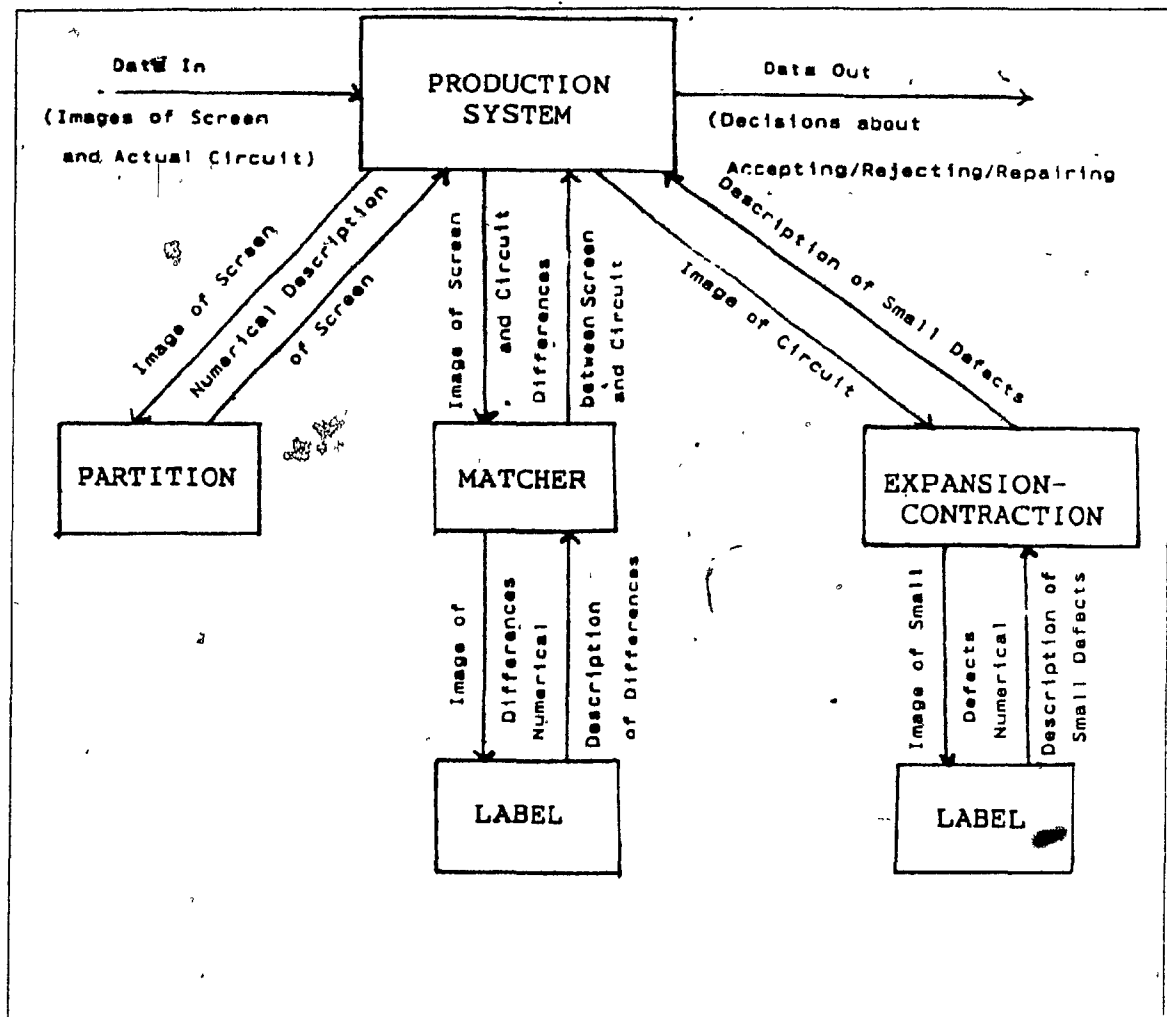 Data In
(Images of Screen
and Actual Circuit)
PRODUCTION
SYSTEM
Data Out
(Decisions about
Accepting/Rejecting/Repairing
Image of Screen
Numerical Description
of Screen
Image of Screen
and Circuit
Differences
between Screen
and Circuit
Image of Circuit
Description of Small Defects
PARTITION
MATCHER
EXPANSION-
CONTRACTION
Image of
Differences
Numerical
Description
of Differences
Image of Small
Defects
Numerical
Description of
Small Defects
LABEL
LABEL